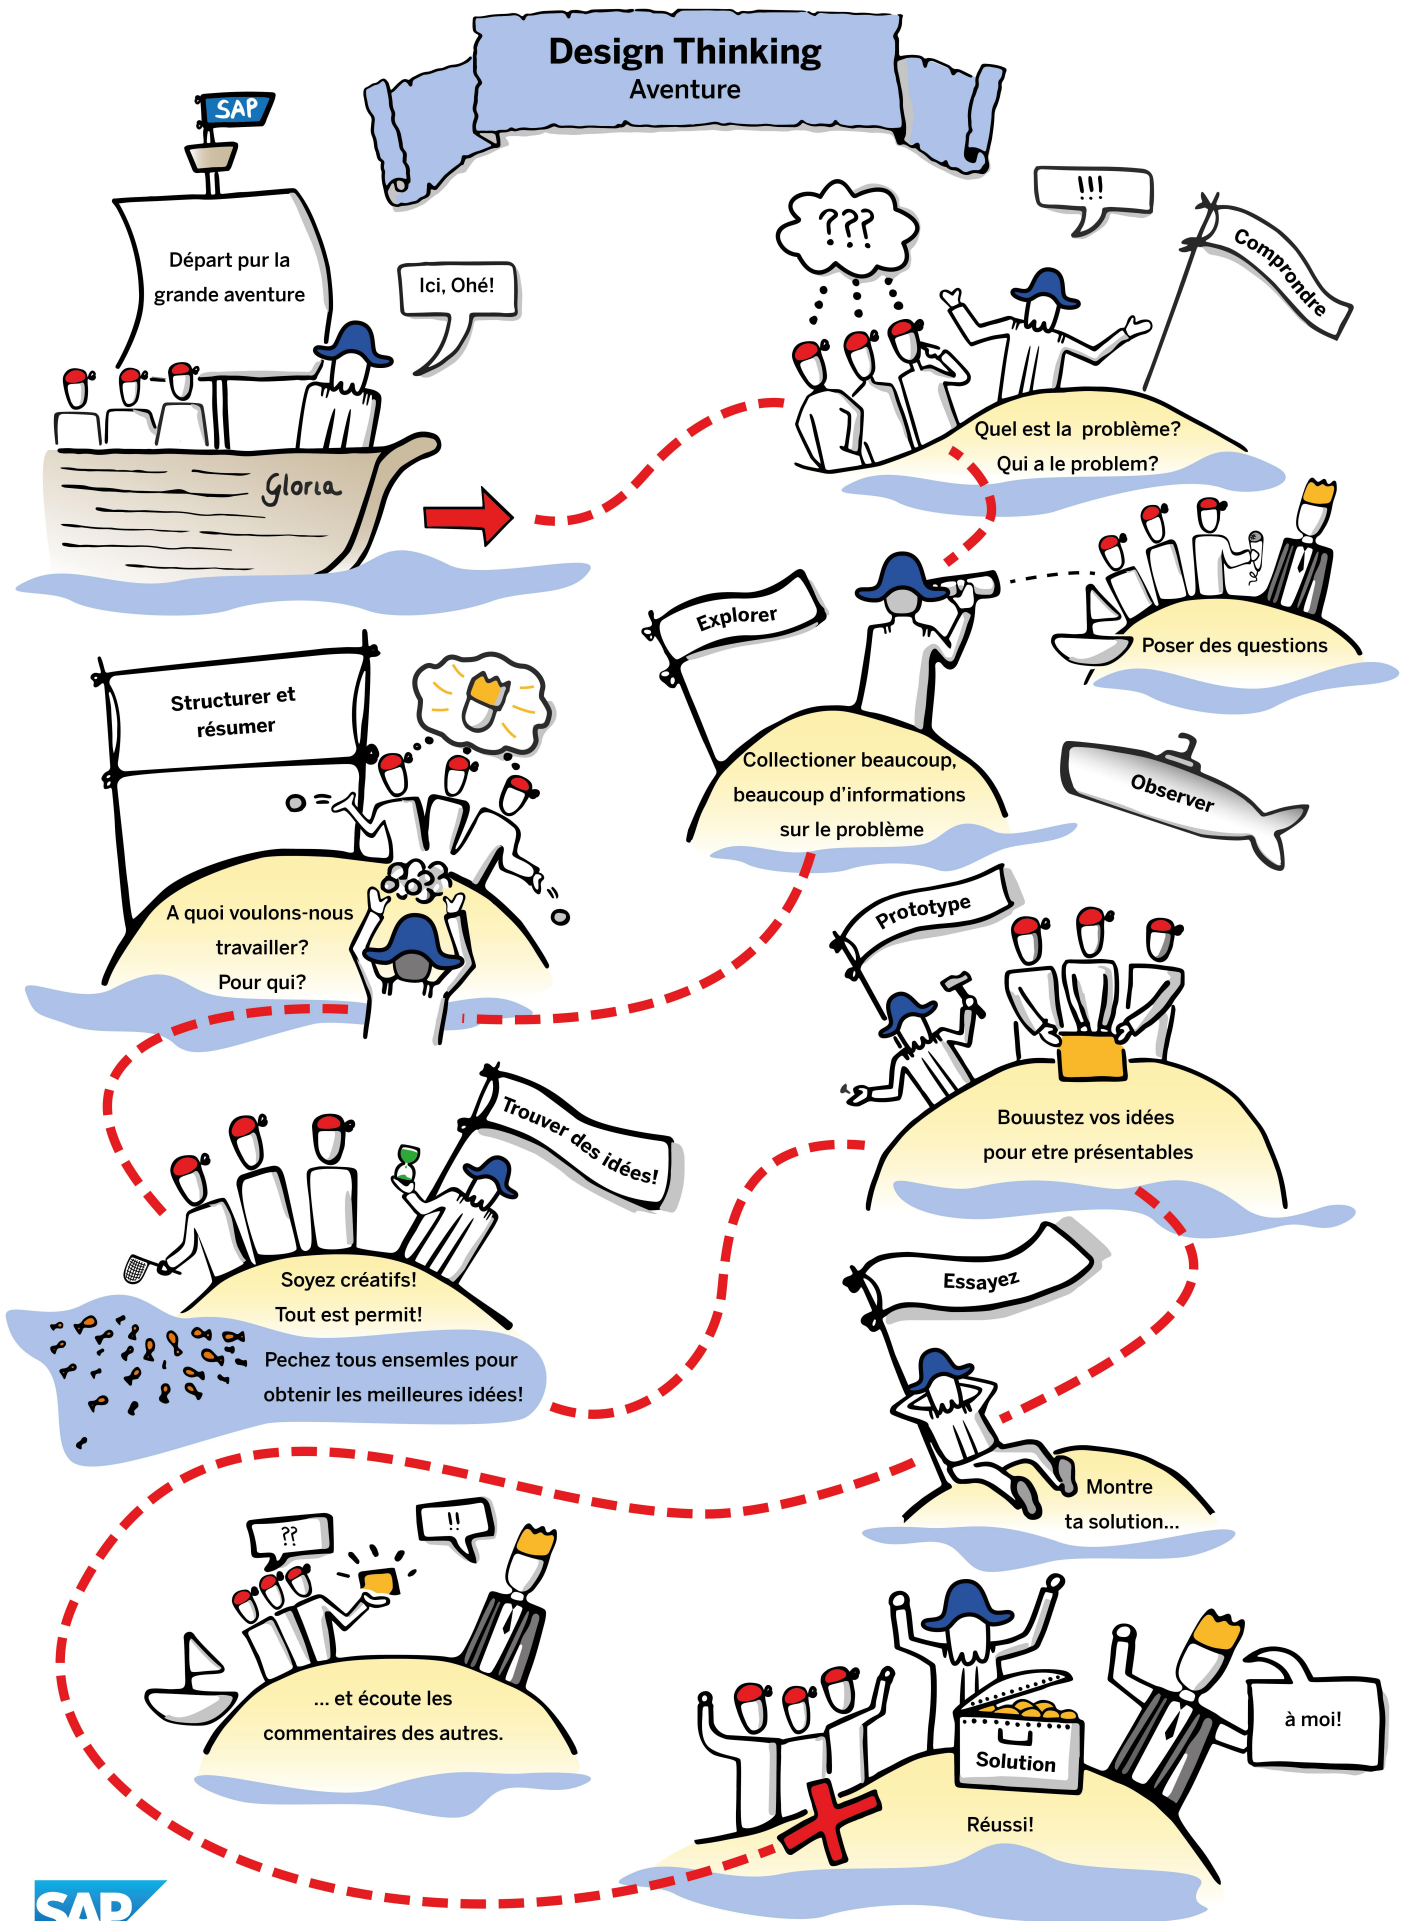 Design Thinking
Aventure
SAP
Départ pur la
grande aventure
Ici, Ohé!
Gloria
???
!!!
Comprondre
Quel est la problème?
Qui a le problem?
Explorer
Poser des questions
Collectioner beaucoup,
beaucoup d'informations
sur le problème
Observer
Structurer et
résumer
A quoi voulons-nous
travailler?
Pour qui?
Trouver des idées!
Soyez créatifs!
Tout est permit!
Pechez tous ensemles pour
obtenir les meilleures idées!
Prototype
Bouustez vos idées
pour etre présentables
Essayez
Montre
ta solution...
??
!!
... et écoute les
commentaires des autres.
à moi!
Solution
Réussi!
SAP